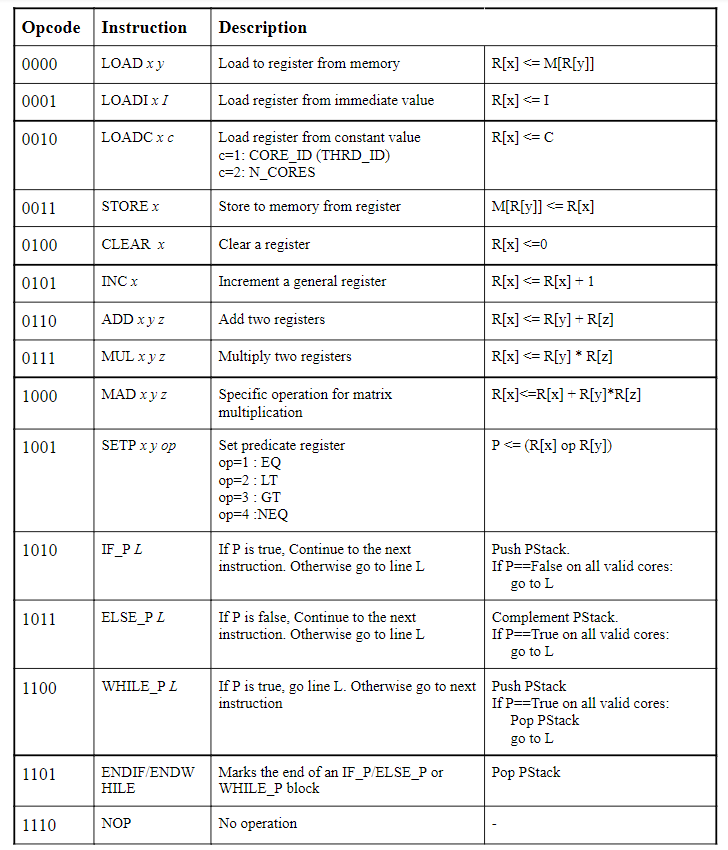 Opcode Instruction Description
0000 LOAD x y Load to register from memory R[x] <= M[R[y]]
0001 LOADI x I Load register from immediate value R[x] <= I
0010 LOADC x c Load register from constant value R[x] <= C
c=1: CORE_ID (THRD_ID)
c=2: N_CORES
0011 STORE x Store to memory from register M[R[y]] <= R[x]
0100 CLEAR x Clear a register R[x] <=0
0101 INC x Increment a general register R[x] <= R[x] + 1
0110 ADD x y z Add two registers R[x] <= R[y] + R[z]
0111 MUL x y z Multiply two registers R[x] <= R[y] * R[z]
1000 MAD x y z Specific operation for matrix R[x]<=R[x] + R[y]*R[z]
multiplication
1001 SETP x y op Set predicate register P <= (R[x] op R[y])
op=1 : EQ
op=2 : LT
op=3 : GT
op=4 :NEQ
1010 IF_P L If P is true, Continue to the next Push PStack.
instruction. Otherwise go to line L If P==False on all valid cores:
go to L
1011 ELSE_P L If P is false, Continue to the next Complement PStack.
instruction. Otherwise go to line L If P==True on all valid cores:
go to L
1100 WHILE_P L If P is true, go line L. Otherwise go to next Push PStack
instruction If P==True on all valid cores:
Pop PStack
go to L
1101 ENDIF/ENDW Marks the end of an IF_P/ELSE_P or Pop PStack
HILE WHILE_P block
1110 NOP No operation -